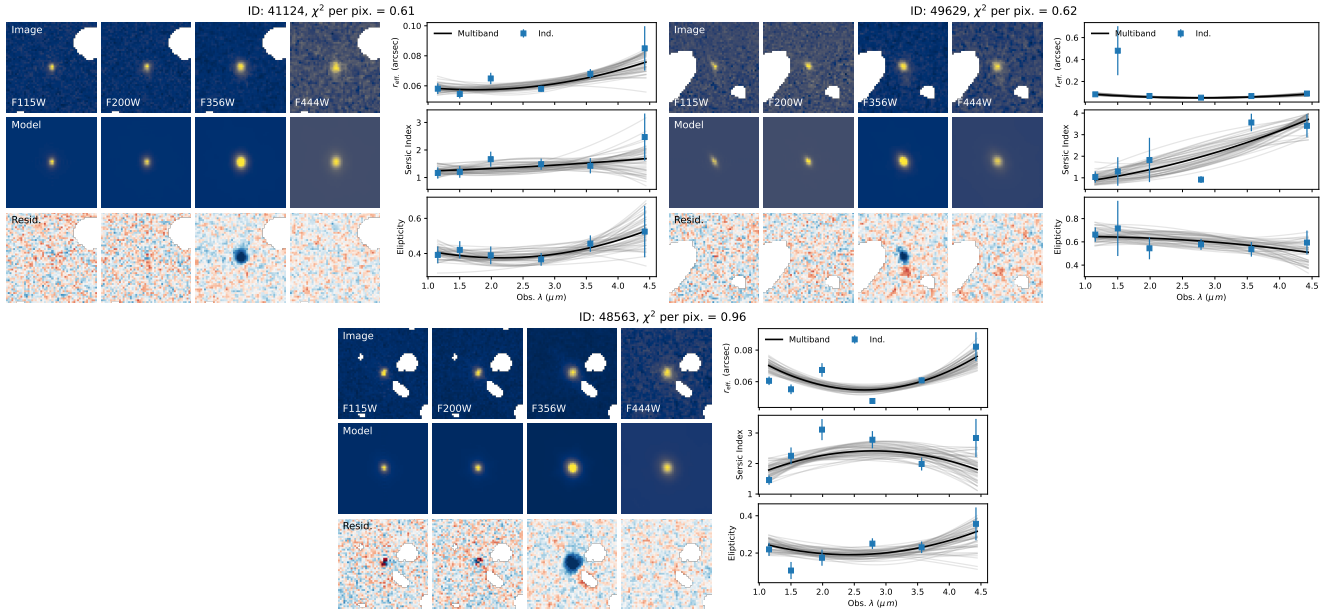 ID: 41124, χ² per pix. = 0.61
Image
F115W F200W F356W F444W
Model
Resid.
Multiband Ind.
0.10
0.08
0.06
r_eff. (arcsec)
3
2
1
Sersic Index
0.6
0.4
Elipticity
1.0 1.5 2.0 2.5 3.0 3.5 4.0 4.5
Obs. λ (μm)
ID: 49629, χ² per pix. = 0.62
Image
F115W F200W F356W F444W
Model
Resid.
Multiband Ind.
0.6
0.4
0.2
r_eff. (arcsec)
4
3
2
1
Sersic Index
0.8
0.6
0.4
Elipticity
1.0 1.5 2.0 2.5 3.0 3.5 4.0 4.5
Obs. λ (μm)
ID: 48563, χ² per pix. = 0.96
Image
F115W F200W F356W F444W
Model
Resid.
Multiband Ind.
0.08
0.06
r_eff. (arcsec)
3
2
1
Sersic Index
0.4
0.2
Elipticity
1.0 1.5 2.0 2.5 3.0 3.5 4.0 4.5
Obs. λ (μm)